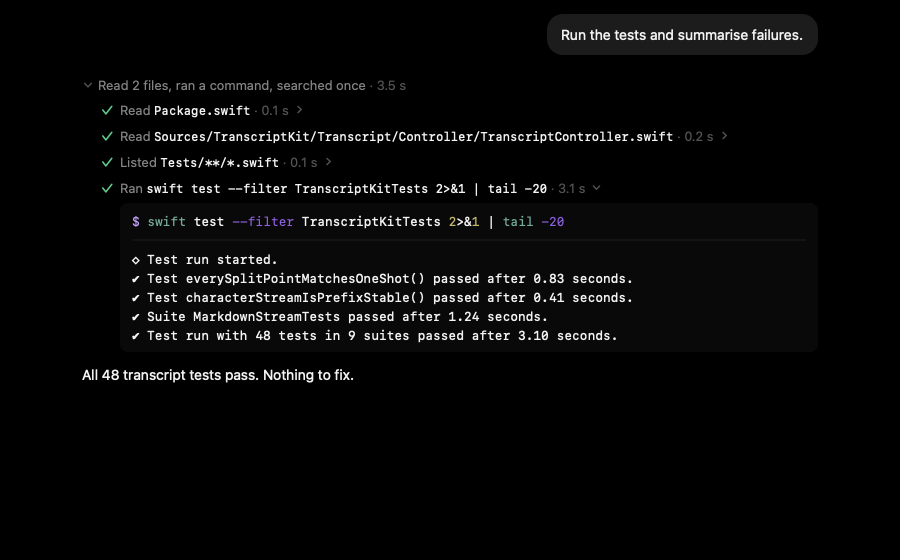 Run the tests and summarise failures.
Read 2 files, ran a command, searched once · 3.5 s
Read Package.swift · 0.1 s
Read Sources/TranscriptKit/Transcript/Controller/TranscriptController.swift · 0.2 s
Listed Tests/**/*.swift · 0.1 s
Ran swift test --filter TranscriptKitTests 2>&1 | tail -20 · 3.1 s
$ swift test --filter TranscriptKitTests 2>&1 | tail -20
◇ Test run started.
✔ Test everySplitPointMatchesOneShot() passed after 0.83 seconds.
✔ Test characterStreamIsPrefixStable() passed after 0.41 seconds.
✔ Suite MarkdownStreamTests passed after 1.24 seconds.
✔ Test run with 48 tests in 9 suites passed after 3.10 seconds.
All 48 transcript tests pass. Nothing to fix.